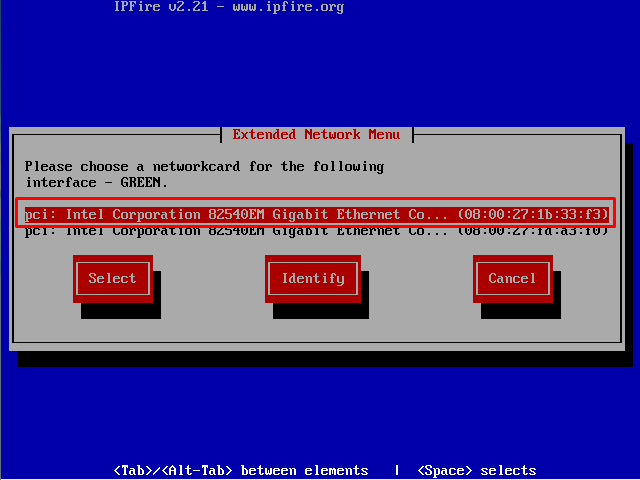 IPFire v2.21 - www.ipfire.org
Extended Network Menu
Please choose a networkcard for the following
interface - GREEN.
pci: Intel Corporation 82540EM Gigabit Ethernet Co... (08:00:27:1b:33:f3)
pci: Intel Corporation 82540EM Gigabit Ethernet Co... (08:00:27:fd:a3:f0)
Select Identify Cancel
<Tab>/<Alt-Tab> between elements | <Space> selects